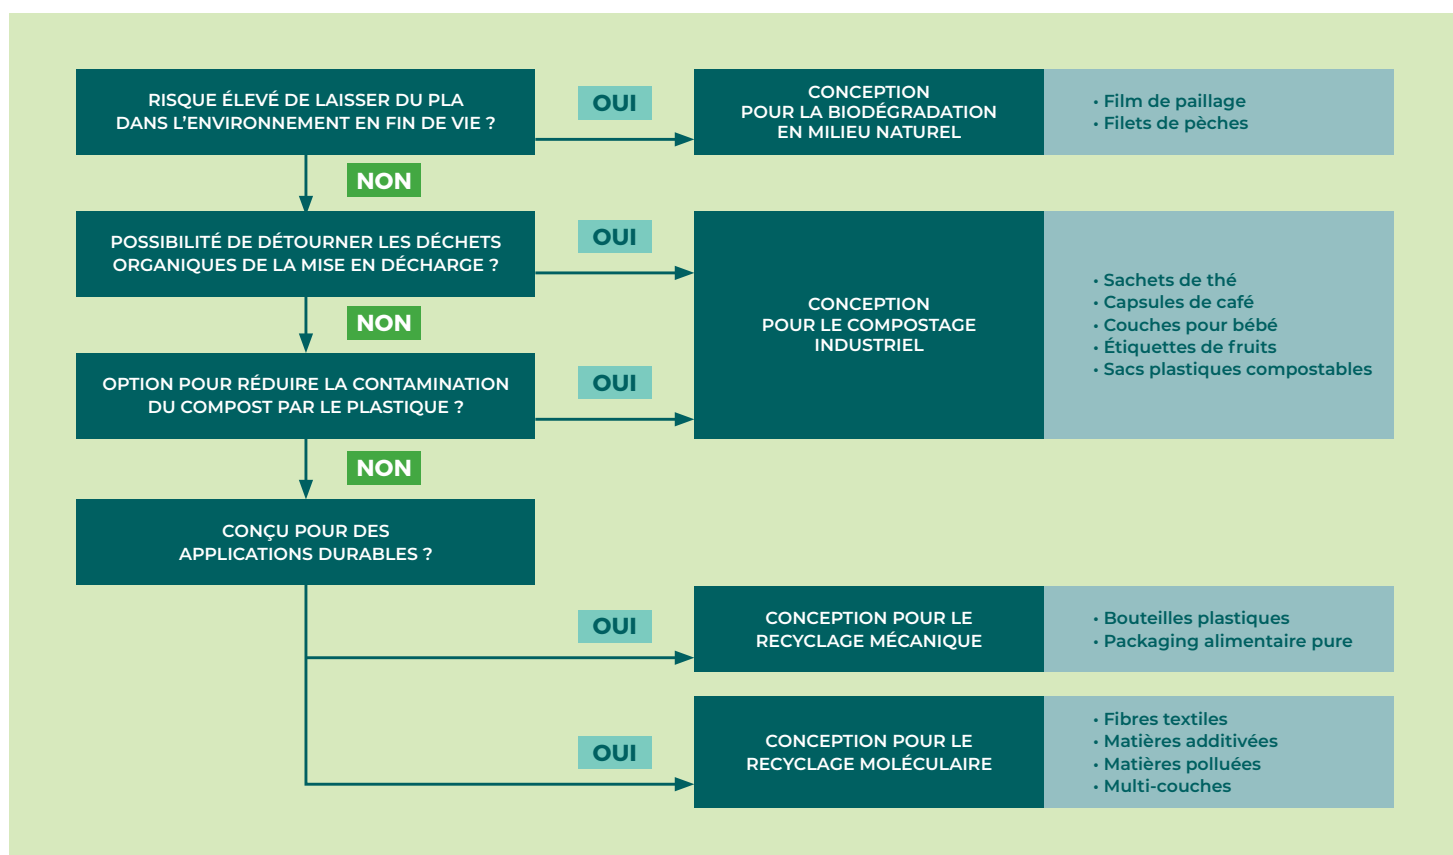 RISQUE ÉLEVÉ DE LAISSER DU PLA
DANS L'ENVIRONNEMENT EN FIN DE VIE ?
OUI
CONCEPTION
POUR LA BIODÉGRADATION
EN MILIEU NATUREL
• Film de paillage
• Filets de pèches
NON
POSSIBILITÉ DE DÉTOURNER LES DÉCHETS
ORGANIQUES DE LA MISE EN DÉCHARGE ?
OUI
NON
OPTION POUR RÉDUIRE LA CONTAMINATION
DU COMPOST PAR LE PLASTIQUE ?
OUI
CONCEPTION
POUR LE COMPOSTAGE
INDUSTRIEL
• Sachets de thé
• Capsules de café
• Couches pour bébé
• Étiquettes de fruits
• Sacs plastiques compostables
NON
CONÇU POUR DES
APPLICATIONS DURABLES ?
OUI
CONCEPTION POUR LE
RECYCLAGE MÉCANIQUE
• Bouteilles plastiques
• Packaging alimentaire pure
OUI
CONCEPTION POUR LE
RECYCLAGE MOLÉCULAIRE
• Fibres textiles
• Matières additivées
• Matières polluées
• Multi-couches